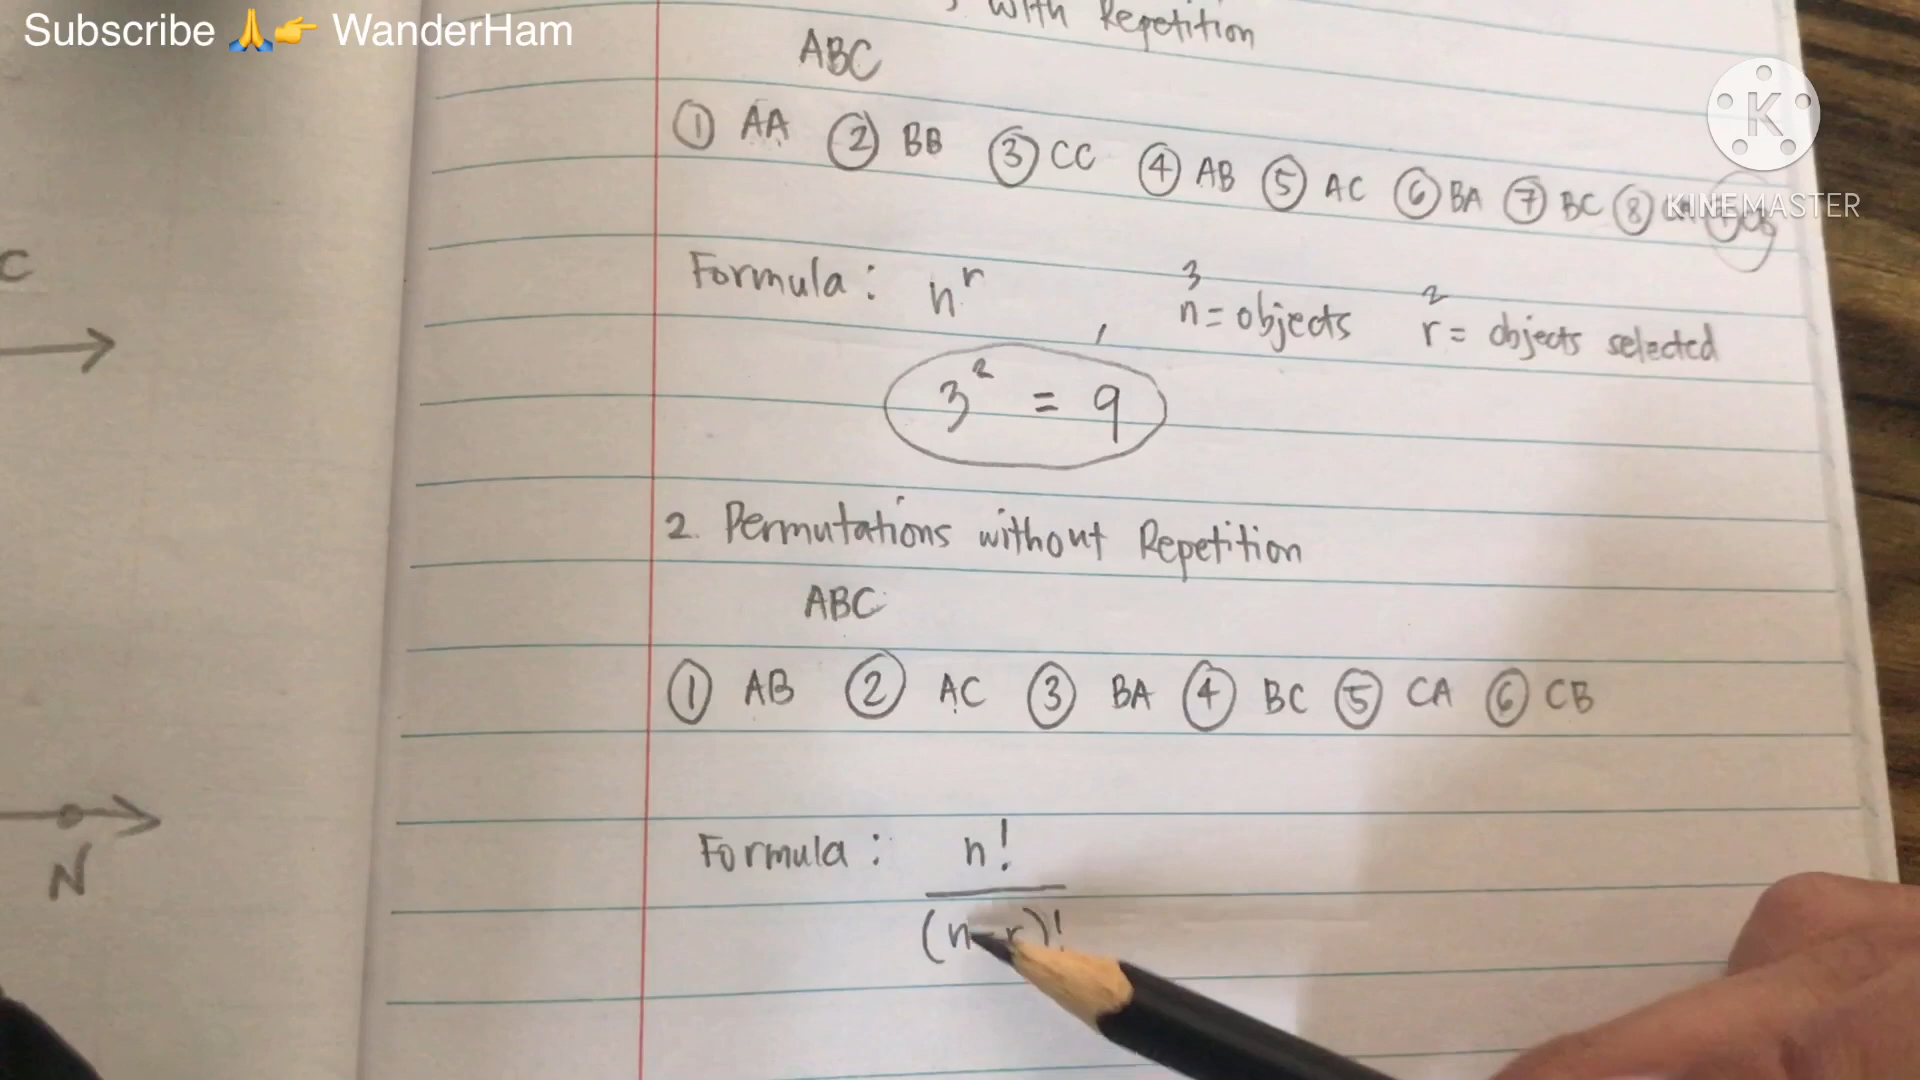 Subscribe 🙏👉 WanderHam
with Repetition
ABC
① AA ② BB ③ CC ④ AB ⑤ AC ⑥ BA ⑦ BC ⑧
K
KINEMASTER
Formula : n^r , n = objects r = objects selected
3 2
3² = 9
2. Permutations without Repetition
ABC
① AB ② AC ③ BA ④ BC ⑤ CA ⑥ CB
Formula : n!
(n-r)!
C
N